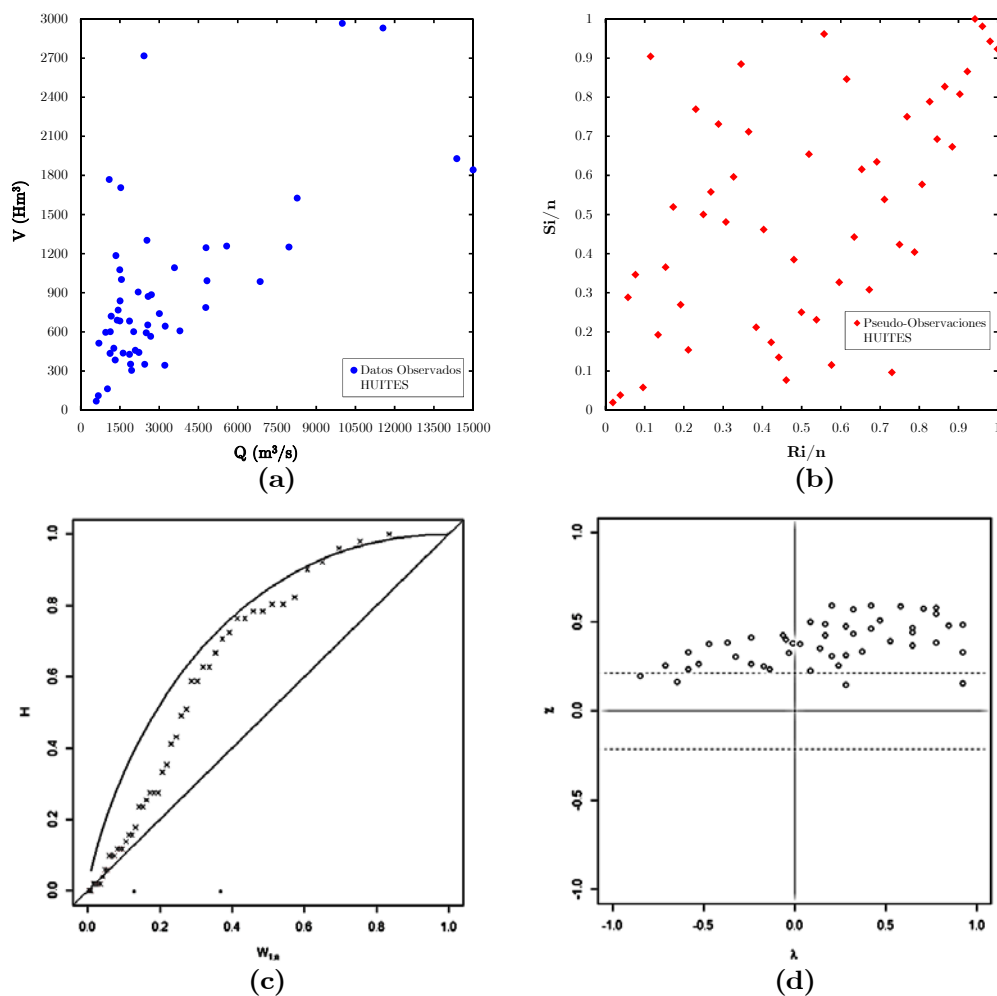 3000
2700
2400
2100
1800
1500
1200
900
600
300
0
V (Hm³)
0 1500 3000 4500 6000 7500 9000 10500 12000 13500 15000
Q (m³/s)
Datos Observados
HUITES
(a)
1
0.9
0.8
0.7
0.6
0.5
0.4
0.3
0.2
0.1
0
Si/n
0 0.1 0.2 0.3 0.4 0.5 0.6 0.7 0.8 0.9 1
Ri/n
Pseudo-Observaciones
HUITES
(b)
1.0
0.8
0.6
0.4
0.2
0.0
H
0.0 0.2 0.4 0.6 0.8 1.0
W1:n
(c)
1.0
0.5
0.0
-0.5
-1.0
χ
-1.0 -0.5 0.0 0.5 1.0
λ
(d)